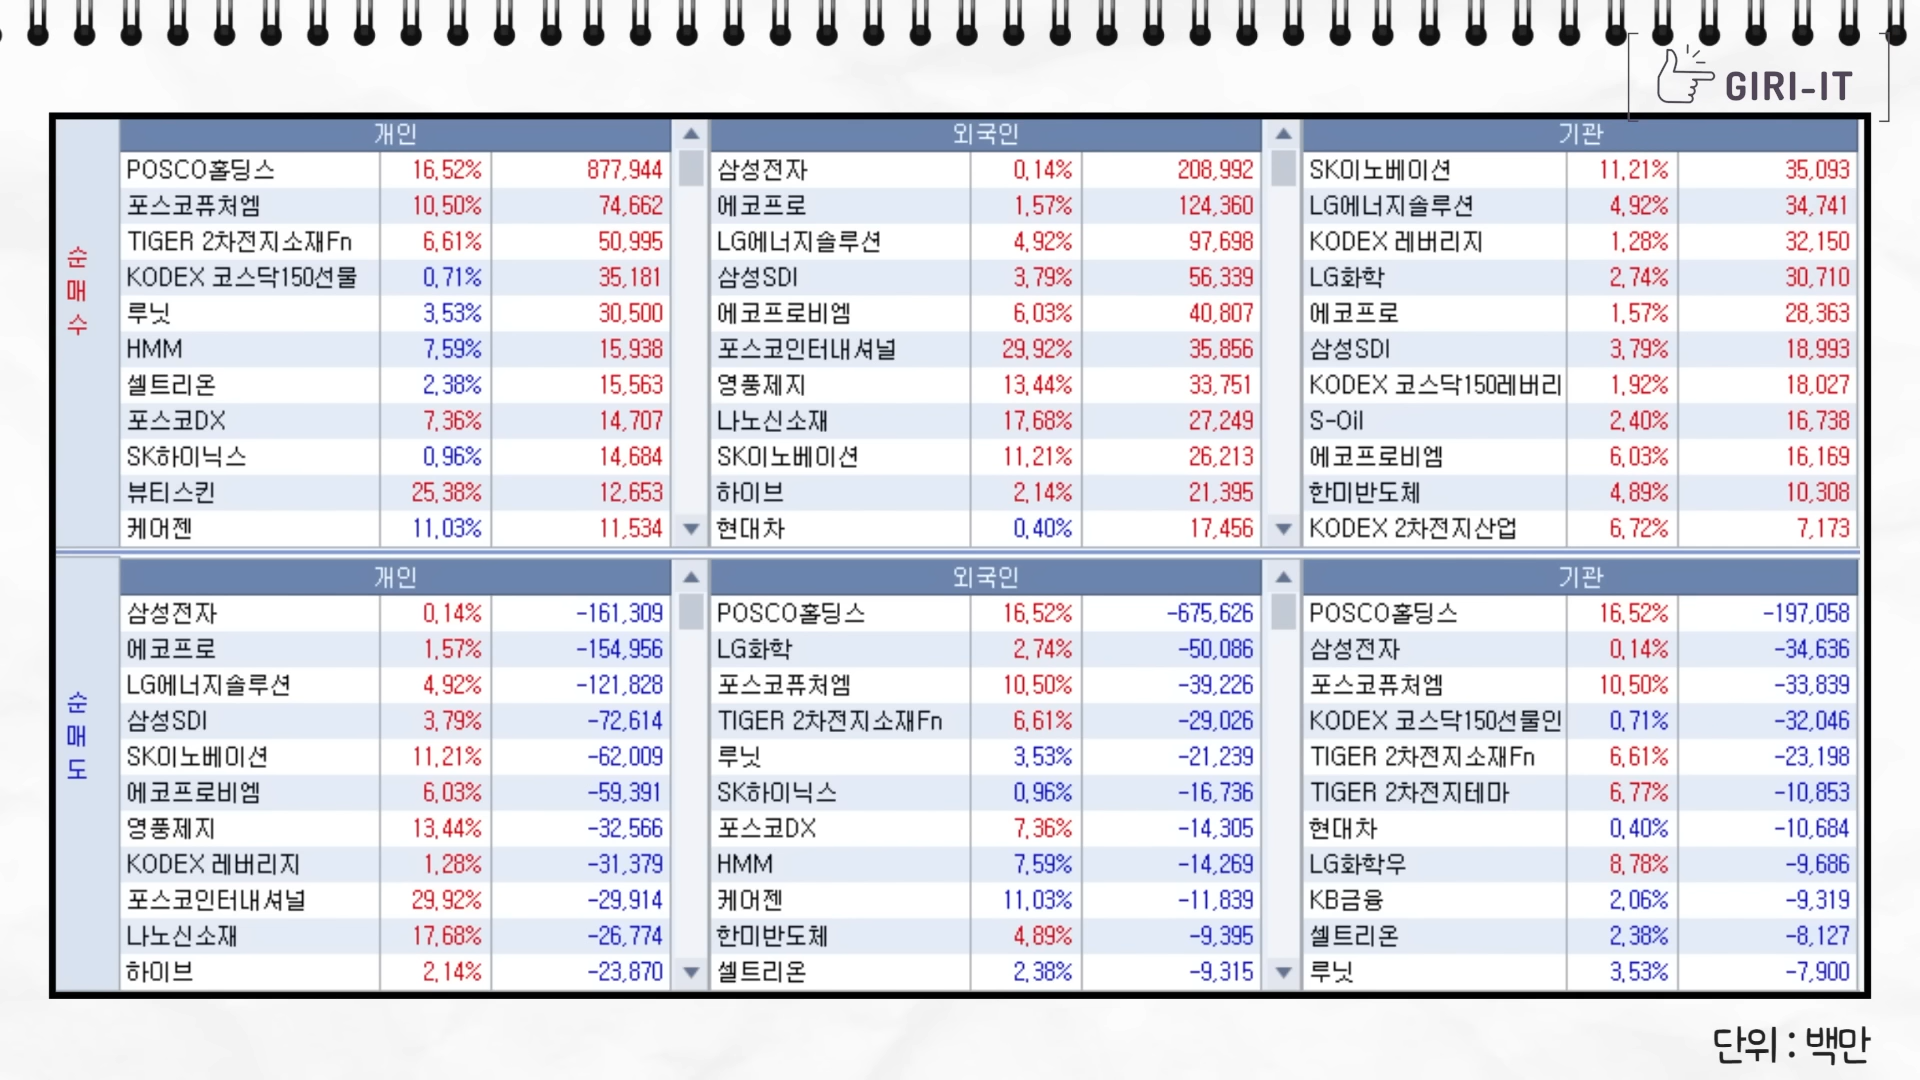 GIRI-IT
개인 외국인 기관
순매수
POSCO홀딩스 16,52% 877,944 삼성전자 0,14% 208,992 SK이노베이션 11,21% 35,093
포스코퓨처엠 10,50% 74,662 에코프로 1,57% 124,360 LG에너지솔루션 4,92% 34,741
TIGER 2차전지소재Fn 6,61% 50,995 LG에너지솔루션 4,92% 97,698 KODEX 레버리지 1,28% 32,150
KODEX 코스닥150선물 0,71% 35,181 삼성SDI 3,79% 56,339 LG화학 2,74% 30,710
루닛 3,53% 30,500 에코프로비엠 6,03% 40,807 에코프로 1,57% 28,363
HMM 7,59% 15,938 포스코인터내셔널 29,92% 35,856 삼성SDI 3,79% 18,993
셀트리온 2,38% 15,563 영풍제지 13,44% 33,751 KODEX 코스닥150레버리 1,92% 18,027
포스코DX 7,36% 14,707 나노신소재 17,68% 27,249 S-Oil 2,40% 16,738
SK하이닉스 0,96% 14,684 SK이노베이션 11,21% 26,213 에코프로비엠 6,03% 16,169
뷰티스킨 25,38% 12,653 하이브 2,14% 21,395 한미반도체 4,89% 10,308
케어젠 11,03% 11,534 현대차 0,40% 17,456 KODEX 2차전지산업 6,72% 7,173
개인 외국인 기관
순매도
삼성전자 0,14% -161,309 POSCO홀딩스 16,52% -675,626 POSCO홀딩스 16,52% -197,058
에코프로 1,57% -154,956 LG화학 2,74% -50,086 삼성전자 0,14% -34,636
LG에너지솔루션 4,92% -121,828 포스코퓨처엠 10,50% -39,226 포스코퓨처엠 10,50% -33,839
삼성SDI 3,79% -72,614 TIGER 2차전지소재Fn 6,61% -29,026 KODEX 코스닥150선물인 0,71% -32,046
SK이노베이션 11,21% -62,009 루닛 3,53% -21,239 TIGER 2차전지소재Fn 6,61% -23,198
에코프로비엠 6,03% -59,391 SK하이닉스 0,96% -16,736 TIGER 2차전지테마 6,77% -10,853
영풍제지 13,44% -32,566 포스코DX 7,36% -14,305 현대차 0,40% -10,684
KODEX 레버리지 1,28% -31,379 HMM 7,59% -14,269 LG화학우 8,78% -9,686
포스코인터내셔널 29,92% -29,914 케어젠 11,03% -11,839 KB금융 2,06% -9,319
나노신소재 17,68% -26,774 한미반도체 4,89% -9,395 셀트리온 2,38% -8,127
하이브 2,14% -23,870 셀트리온 2,38% -9,315 루닛 3,53% -7,900
단위 : 백만